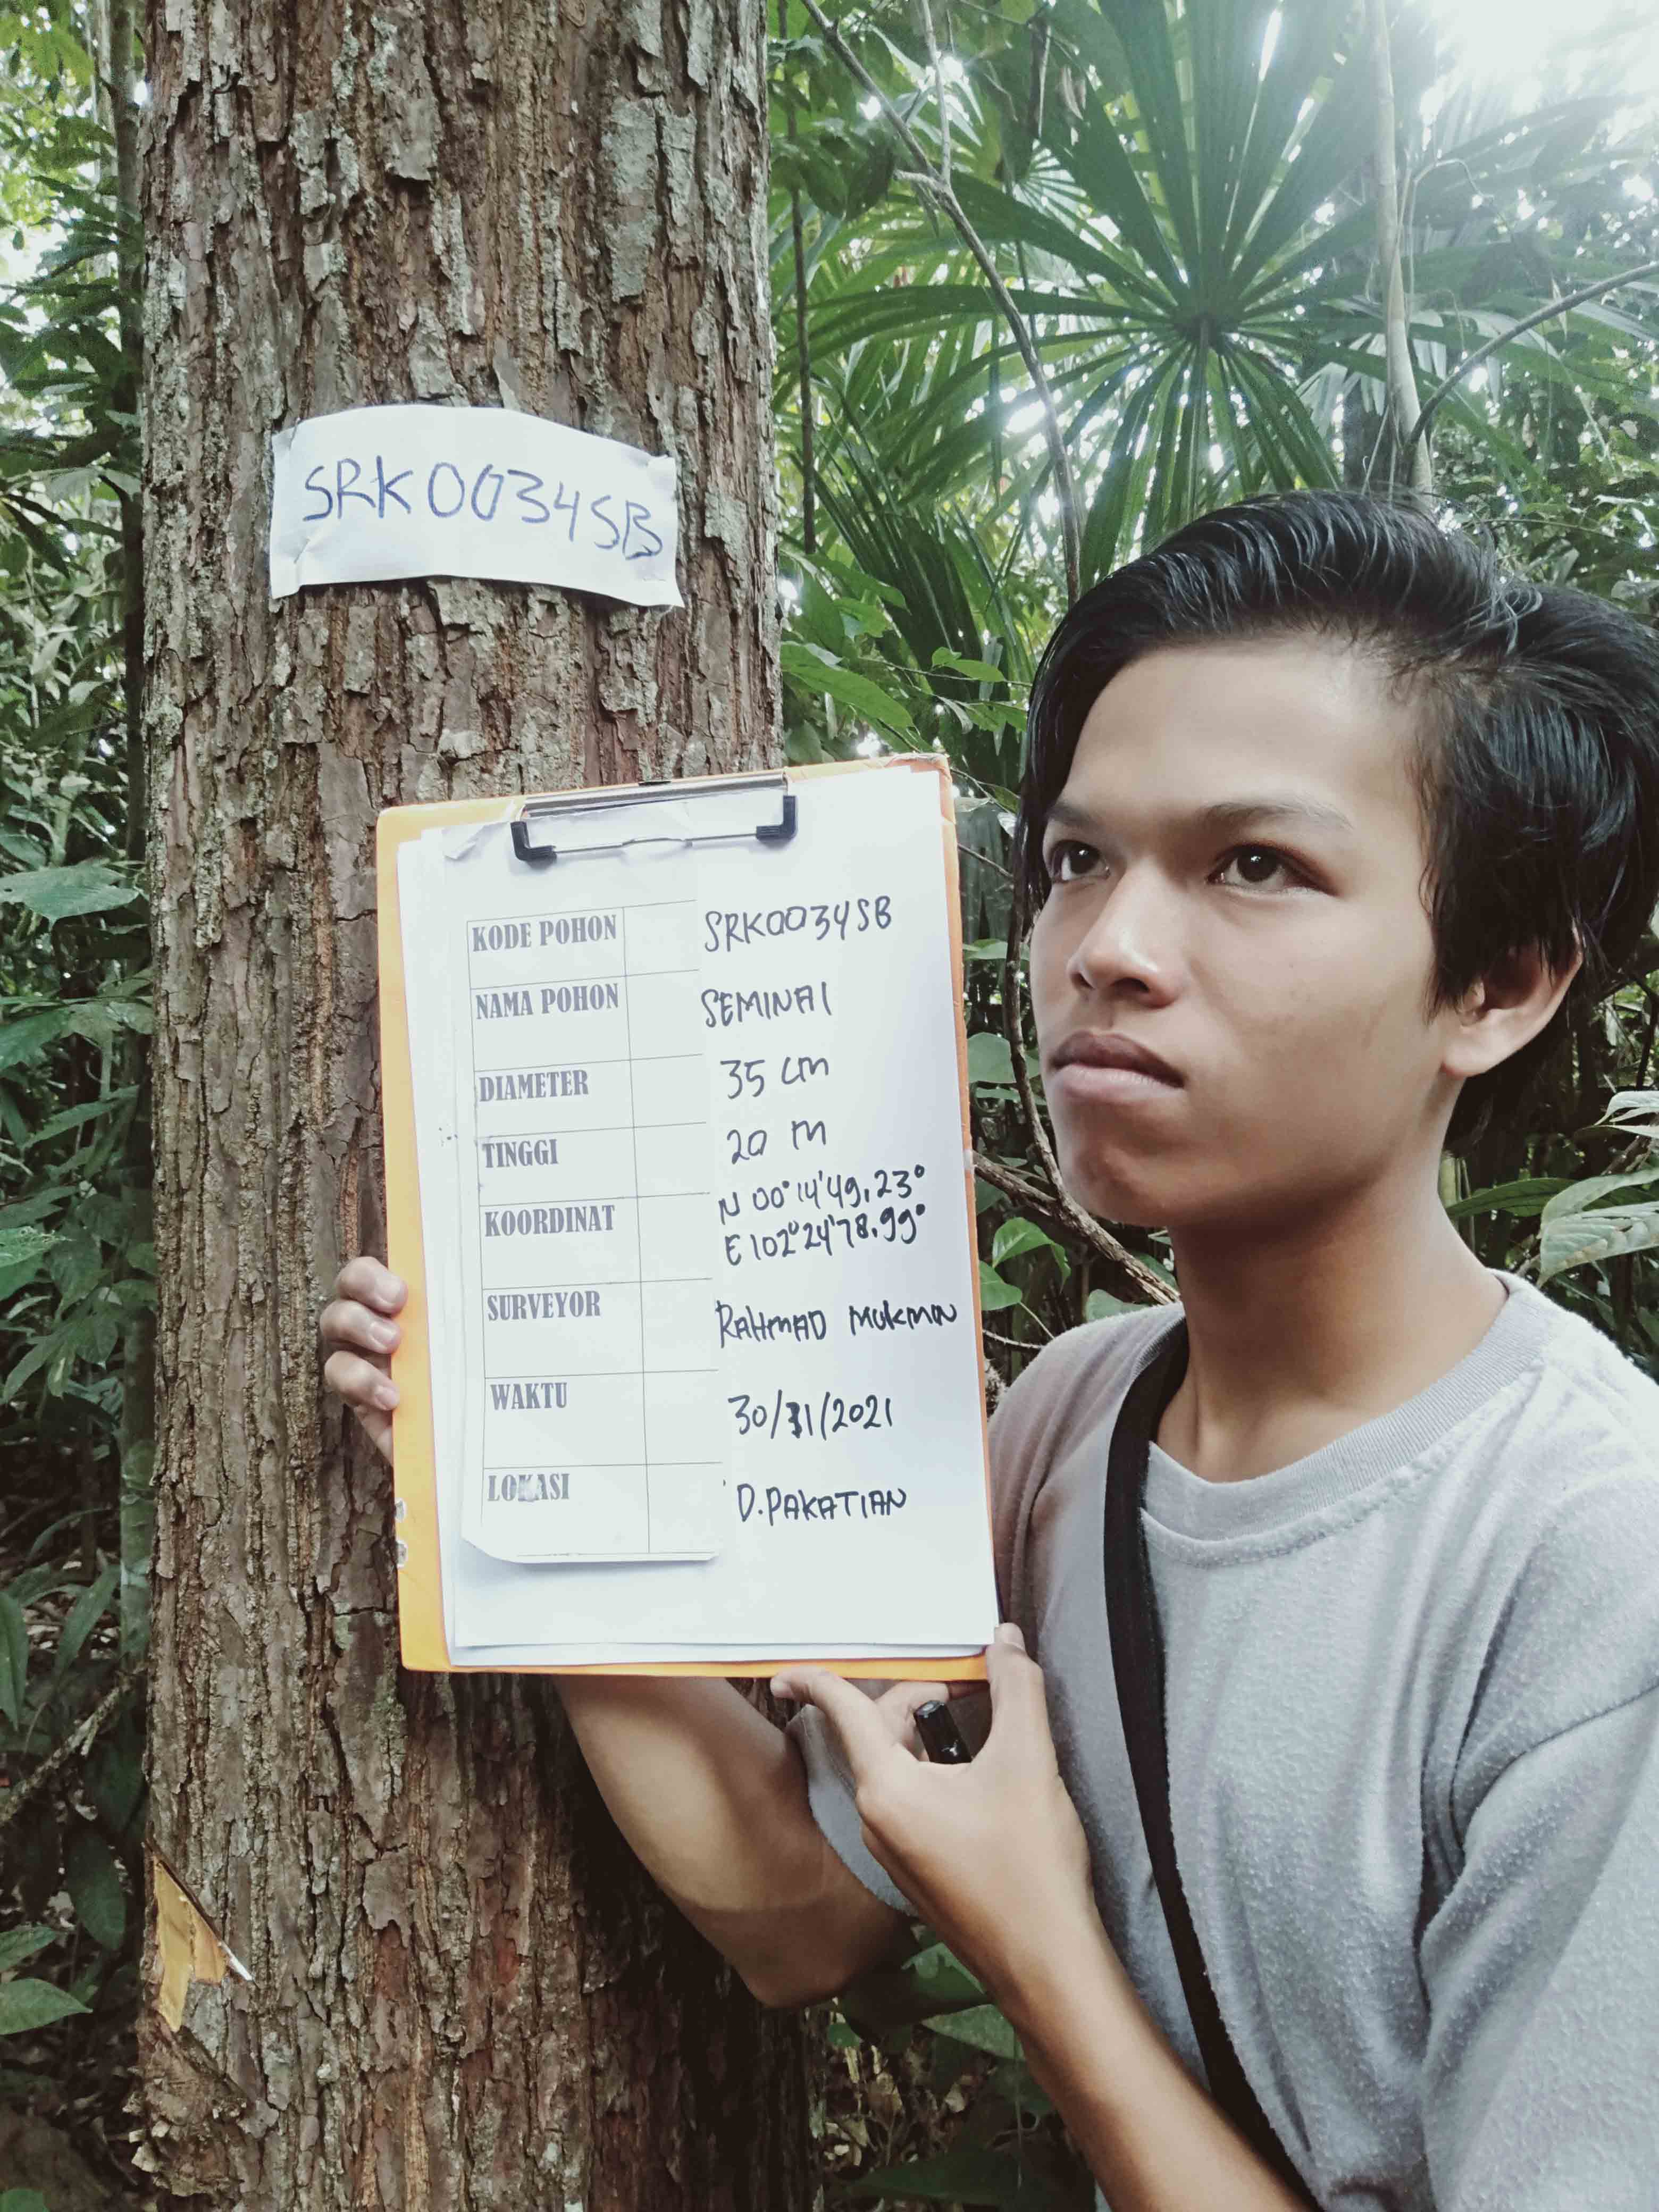 SRK0034SB
KODE POHON SRK0034SB
NAMA POHON SEMINAI
DIAMETER 35 cm
TINGGI 20 m
KOORDINAT N 00° 14' 49,23°
E 102° 24' 78.99°
SURVEYOR RAHMAD MUKMIN
WAKTU 30/11/2021
LOKASI D.PAKATIAN